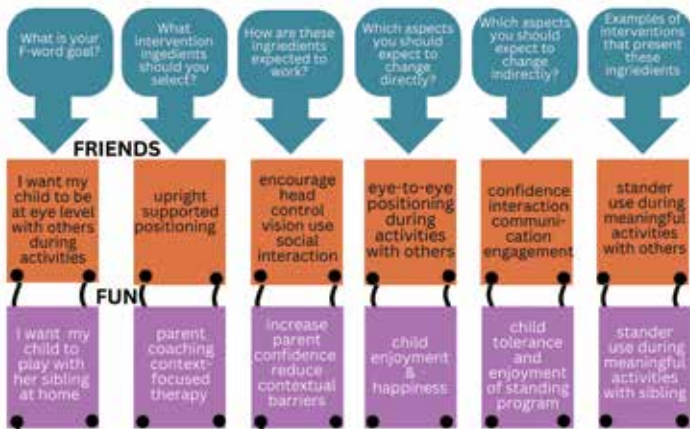 What is your
F-word goal?
What
intervention
ingedients
should you
select?
How are these
ingriedients
expected to
work?
Which aspects
you should
expect to
change
directly?
Which aspects
you should
expect to
change
indirectly?
Examples of
interventions
that present
these
ingriedients
FRIENDS
I want my
child to be
at eye level
with others
during
activities
upright
supported
positioning
encourage
head
control
vision use
social
interaction
eye-to-eye
positioning
during
activities
with others
confidence
interaction
communi-
cation
engagement
stander
use during
meaningful
activities
with others
FUN
I want my
child to
play with
her sibling
at home
parent
coaching
context-
focused
therapy
increase
parent
confidence
reduce
contextual
barriers
child
enjoyment
&
happiness
child
tolerance
and
enjoyment
of standing
program
stander
use during
meaningful
activities
with sibling